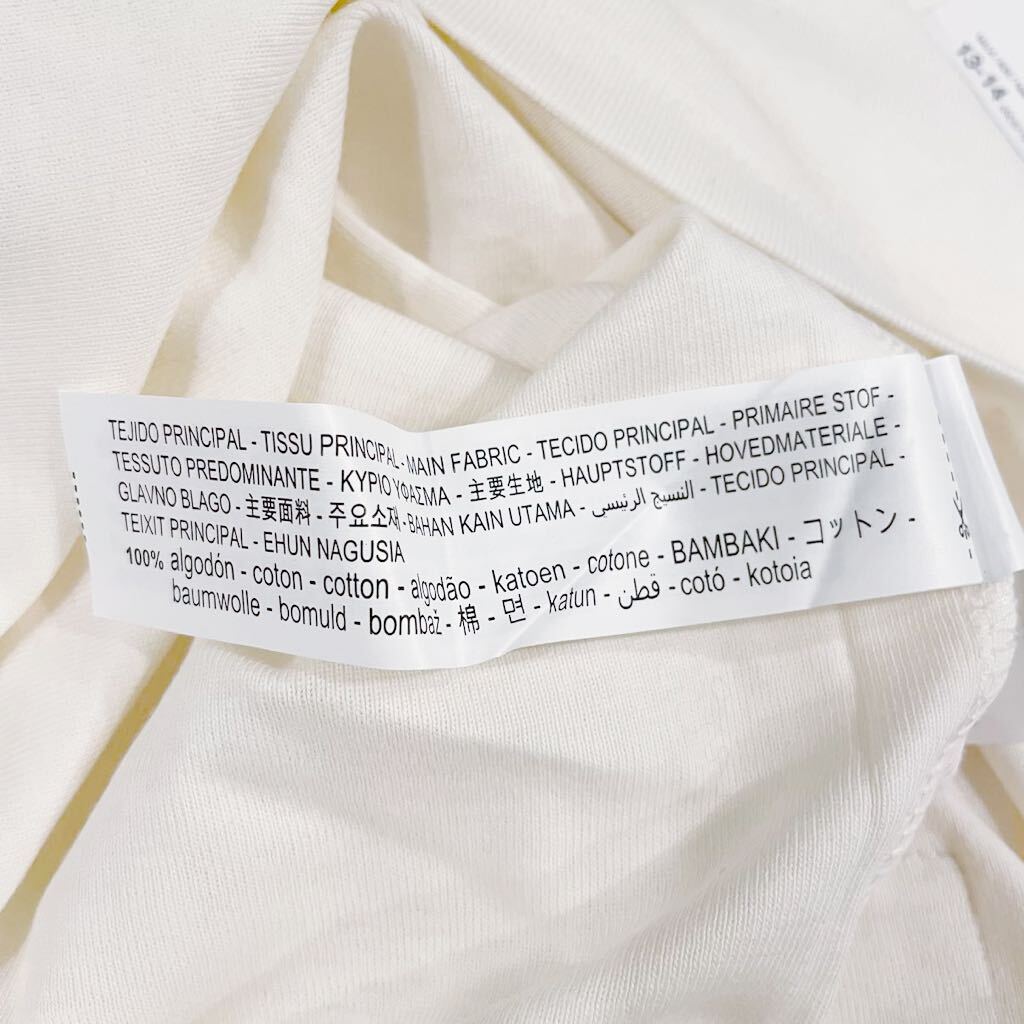 13-14
TEJIDO PRINCIPAL - TISSU PRINCIPAL - MAIN FABRIC - TECIDO PRINCIPAL - PRIMAIRE STOF -
TESSUTO PREDOMINANTE - ΚΥΡΙΟ ΥΦΑΣΜΑ - 主要生地 - HAUPTSTOFF - HOVEDMATERIALE -
GLAVNO BLAGO - 主要面料 - 주요소재 - BAHAN KAIN UTAMA - النسيج الرئيسى - TECIDO PRINCIPAL -
TEIXIT PRINCIPAL - EHUN NAGUSIA
100% algodón - coton - cotton - algodão - katoen - cotone - BAMBAKI - コットン -
baumwolle - bomuld - bombaž - 棉 - 면 - katun - قطن - cotó - kotoia